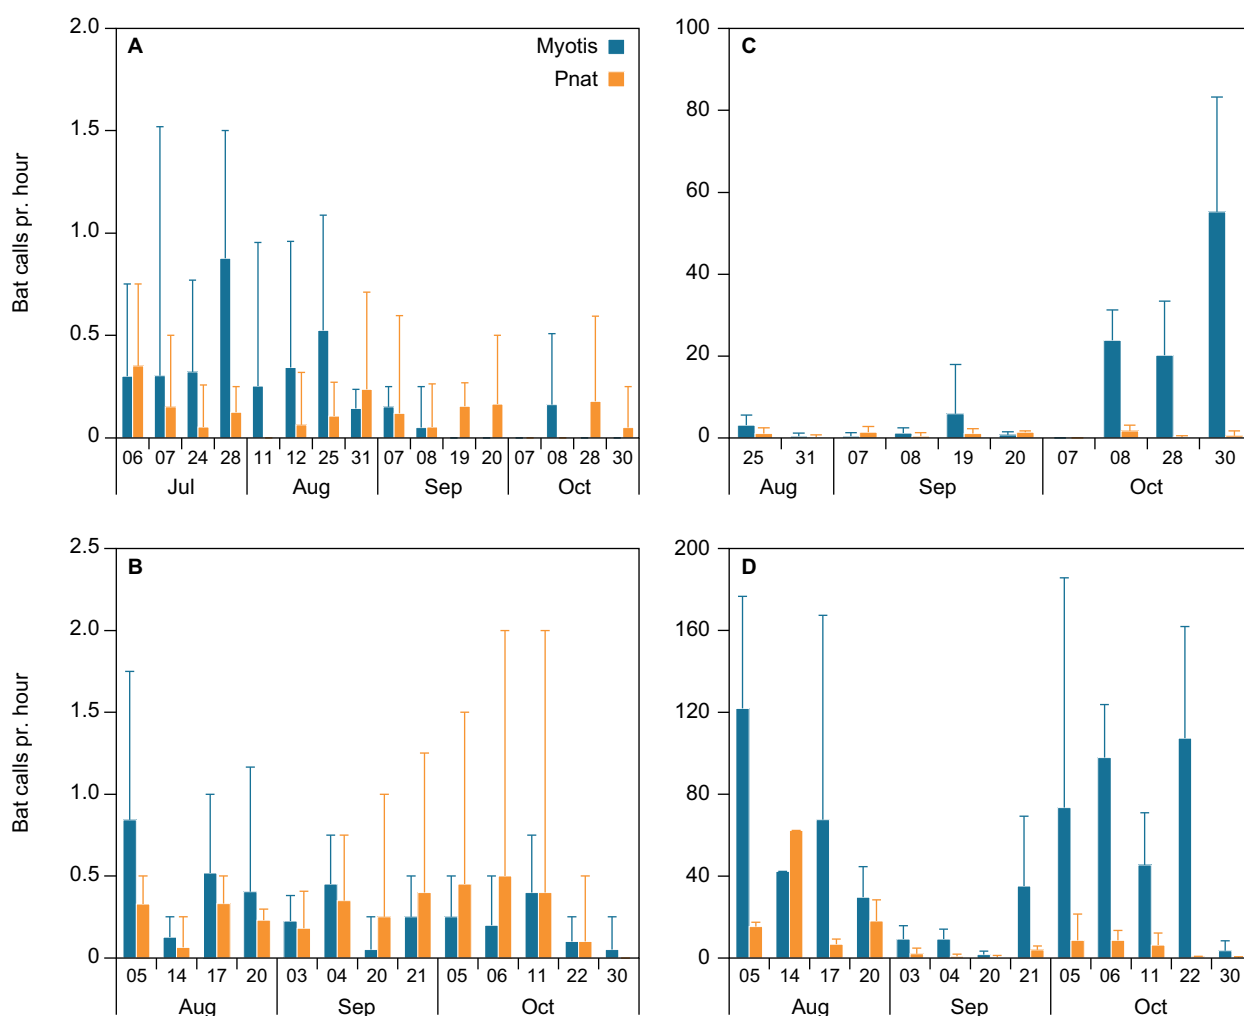 A
Myotis
Pnat
Bat calls pr. hour
2.0
1.5
1.0
0.5
0
06 07 24 28 11 12 25 31 07 08 19 20 07 08 28 30
Jul Aug Sep Oct
C
100
80
60
40
20
0
25 31 07 08 19 20 07 08 28 30
Aug Sep Oct
B
Bat calls pr. hour
2.5
2.0
1.5
1.0
0.5
0
05 14 17 20 03 04 20 21 05 06 11 22 30
Aug Sep Oct
D
200
160
120
80
40
0
05 14 17 20 03 04 20 21 05 06 11 22 30
Aug Sep Oct